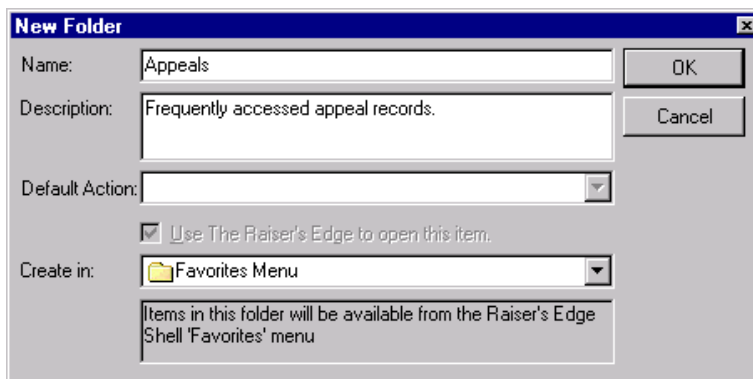 New Folder
Name:
Appeals
OK
Description:
Frequently accessed appeal records.
Cancel
Default Action:
Use The Raiser's Edge to open this item.
Create in:
Favorites Menu
Items in this folder will be available from the Raiser's Edge
Shell 'Favorites' menu